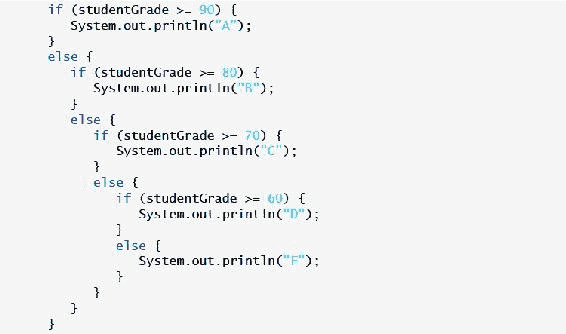 if (studentGrade >= 90) {
System.out.println("A");
}
else {
if (studentGrade >= 80) {
System.out.println("B");
}
else {
if (studentGrade >= 70) {
System.out.println("C");
}
else {
if (studentGrade >= 60) {
System.out.println("D");
}
else {
System.out.println("F");
}
}
}
}